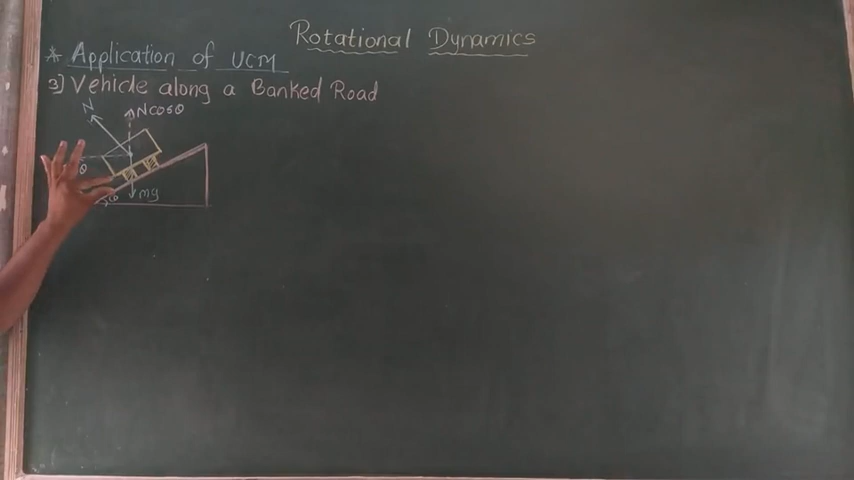 Rotational Dynamics
* Application of UCM
3] Vehicle along a Banked Road
N
Ncosθ
θ
mg